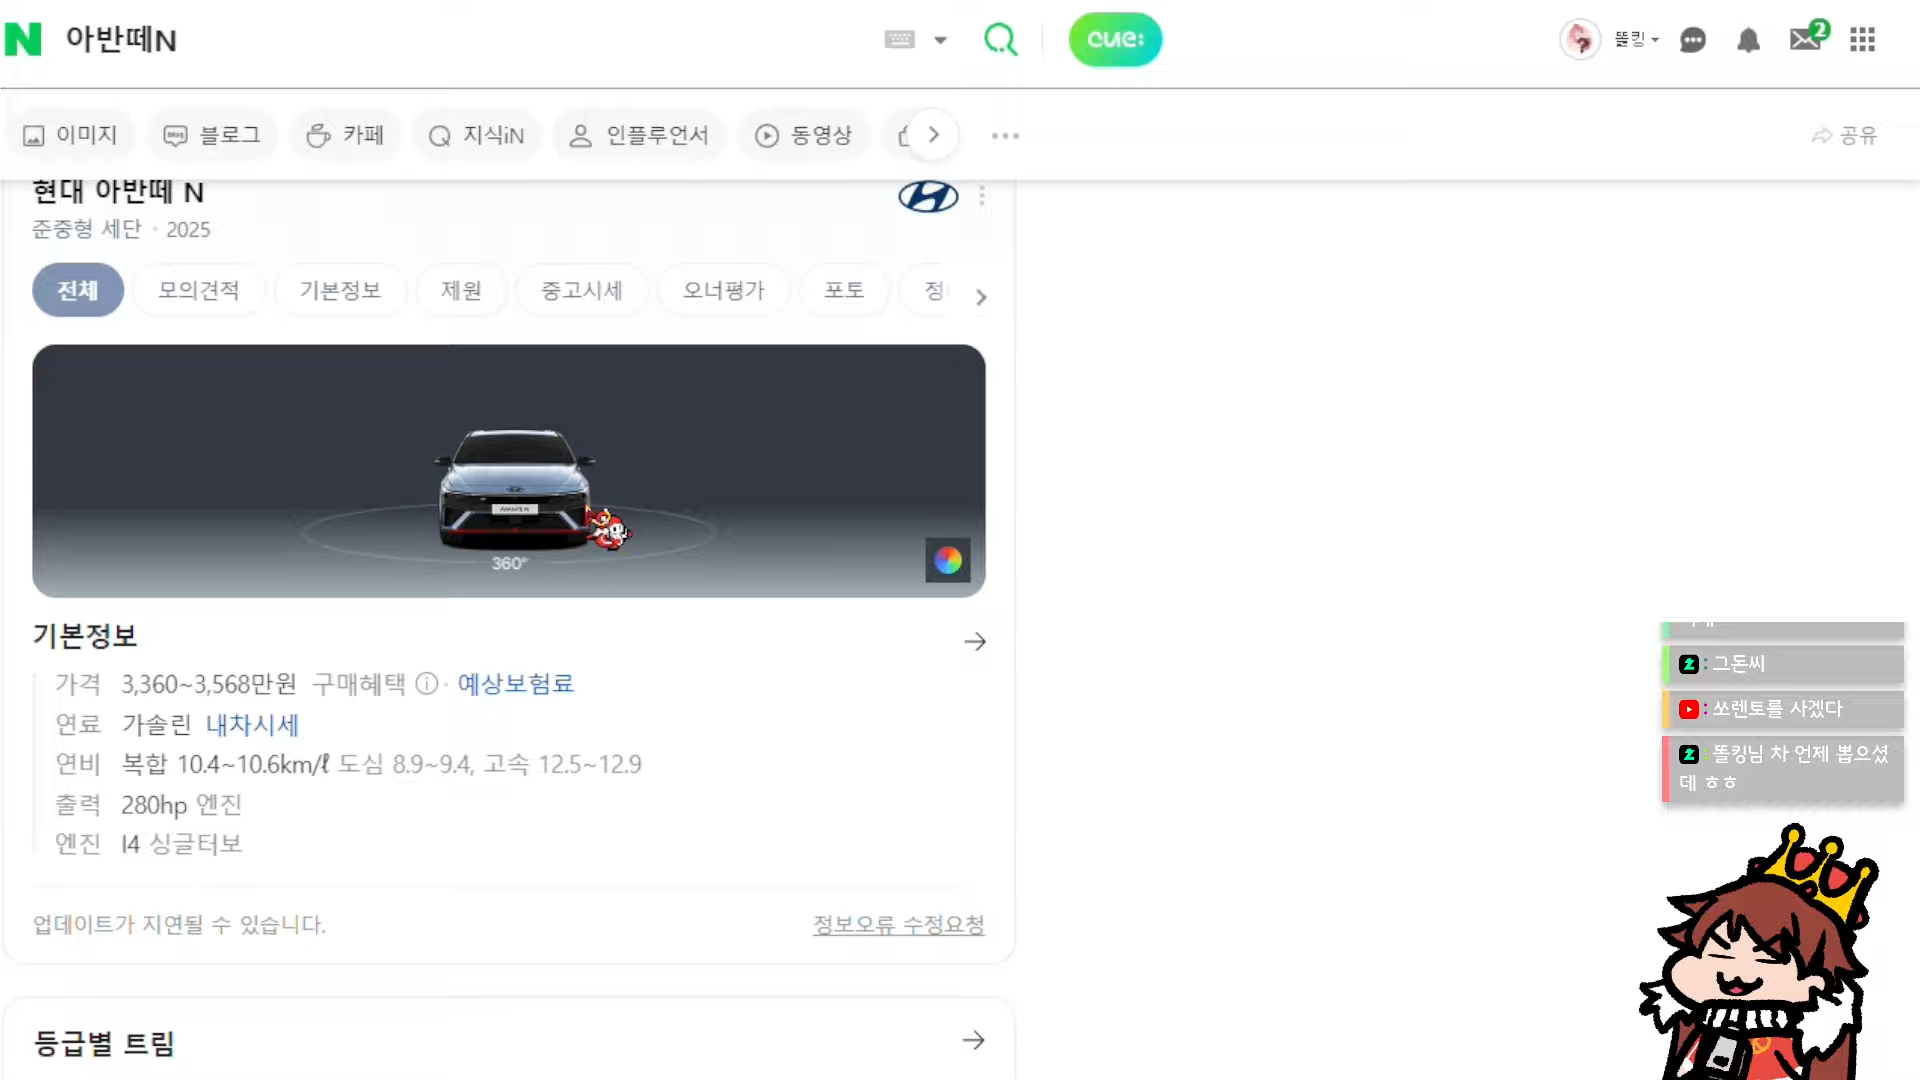 N 아반떼N
cue:
뜰킹
2
이미지
블로그
카페
지식iN
인플루언서
동영상
공유
현대 아반떼 N
준중형 세단 · 2025
전체
모의견적
기본정보
제원
중고시세
오너평가
포토
AVANTE N
360°
기본정보
가격 3,360~3,568만원 구매혜택 · 예상보험료
연료 가솔린 내차시세
연비 복합 10.4~10.6km/ℓ 도심 8.9~9.4, 고속 12.5~12.9
출력 280hp 엔진
엔진 I4 싱글터보
업데이트가 지연될 수 있습니다.
정보오류 수정요청
등급별 트림
: 그돈씨
: 쏘렌토를 사겠다
: 똘킹님 차 언제 뽑으셨
데 ㅎㅎ